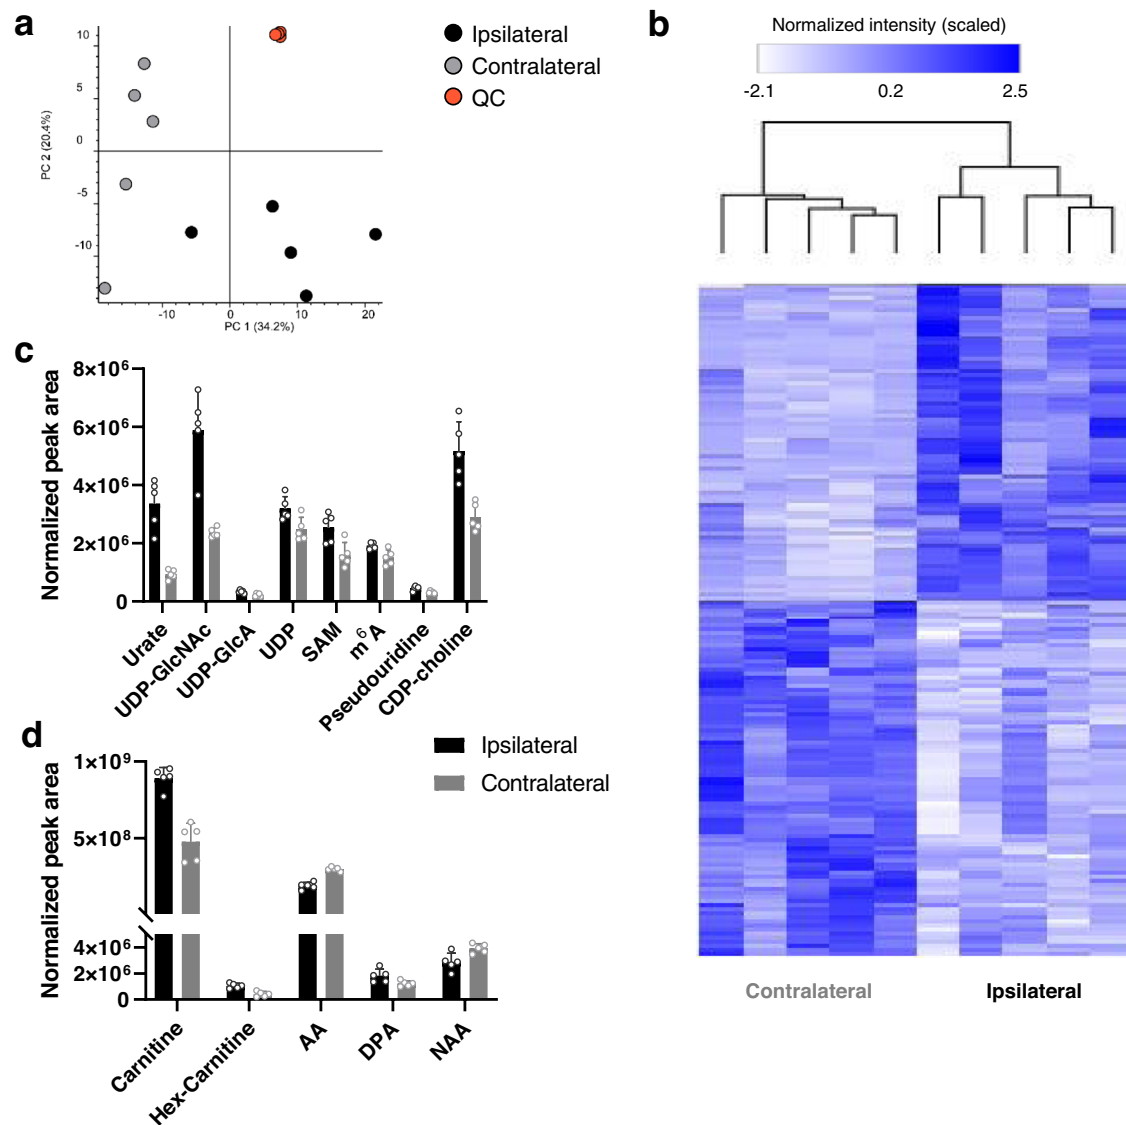 a
10
5
0
-5
-10
PC 2 (20.4%)
-10
0
10
20
PC 1 (34.2%)
Ipsilateral
Contralateral
QC
b
Normalized intensity (scaled)
-2.1
0.2
2.5
Contralateral
Ipsilateral
c
Normalized peak area
8×10⁶
6×10⁶
4×10⁶
2×10⁶
0
Urate
UDP-GlcNAc
UDP-GlcA
UDP
SAM
m⁶A
Pseudouridine
CDP-choline
d
Ipsilateral
Contralateral
Normalized peak area
1×10⁹
5×10⁸
4×10⁶
2×10⁶
0
Carnitine
Hex-Carnitine
AA
DPA
NAA